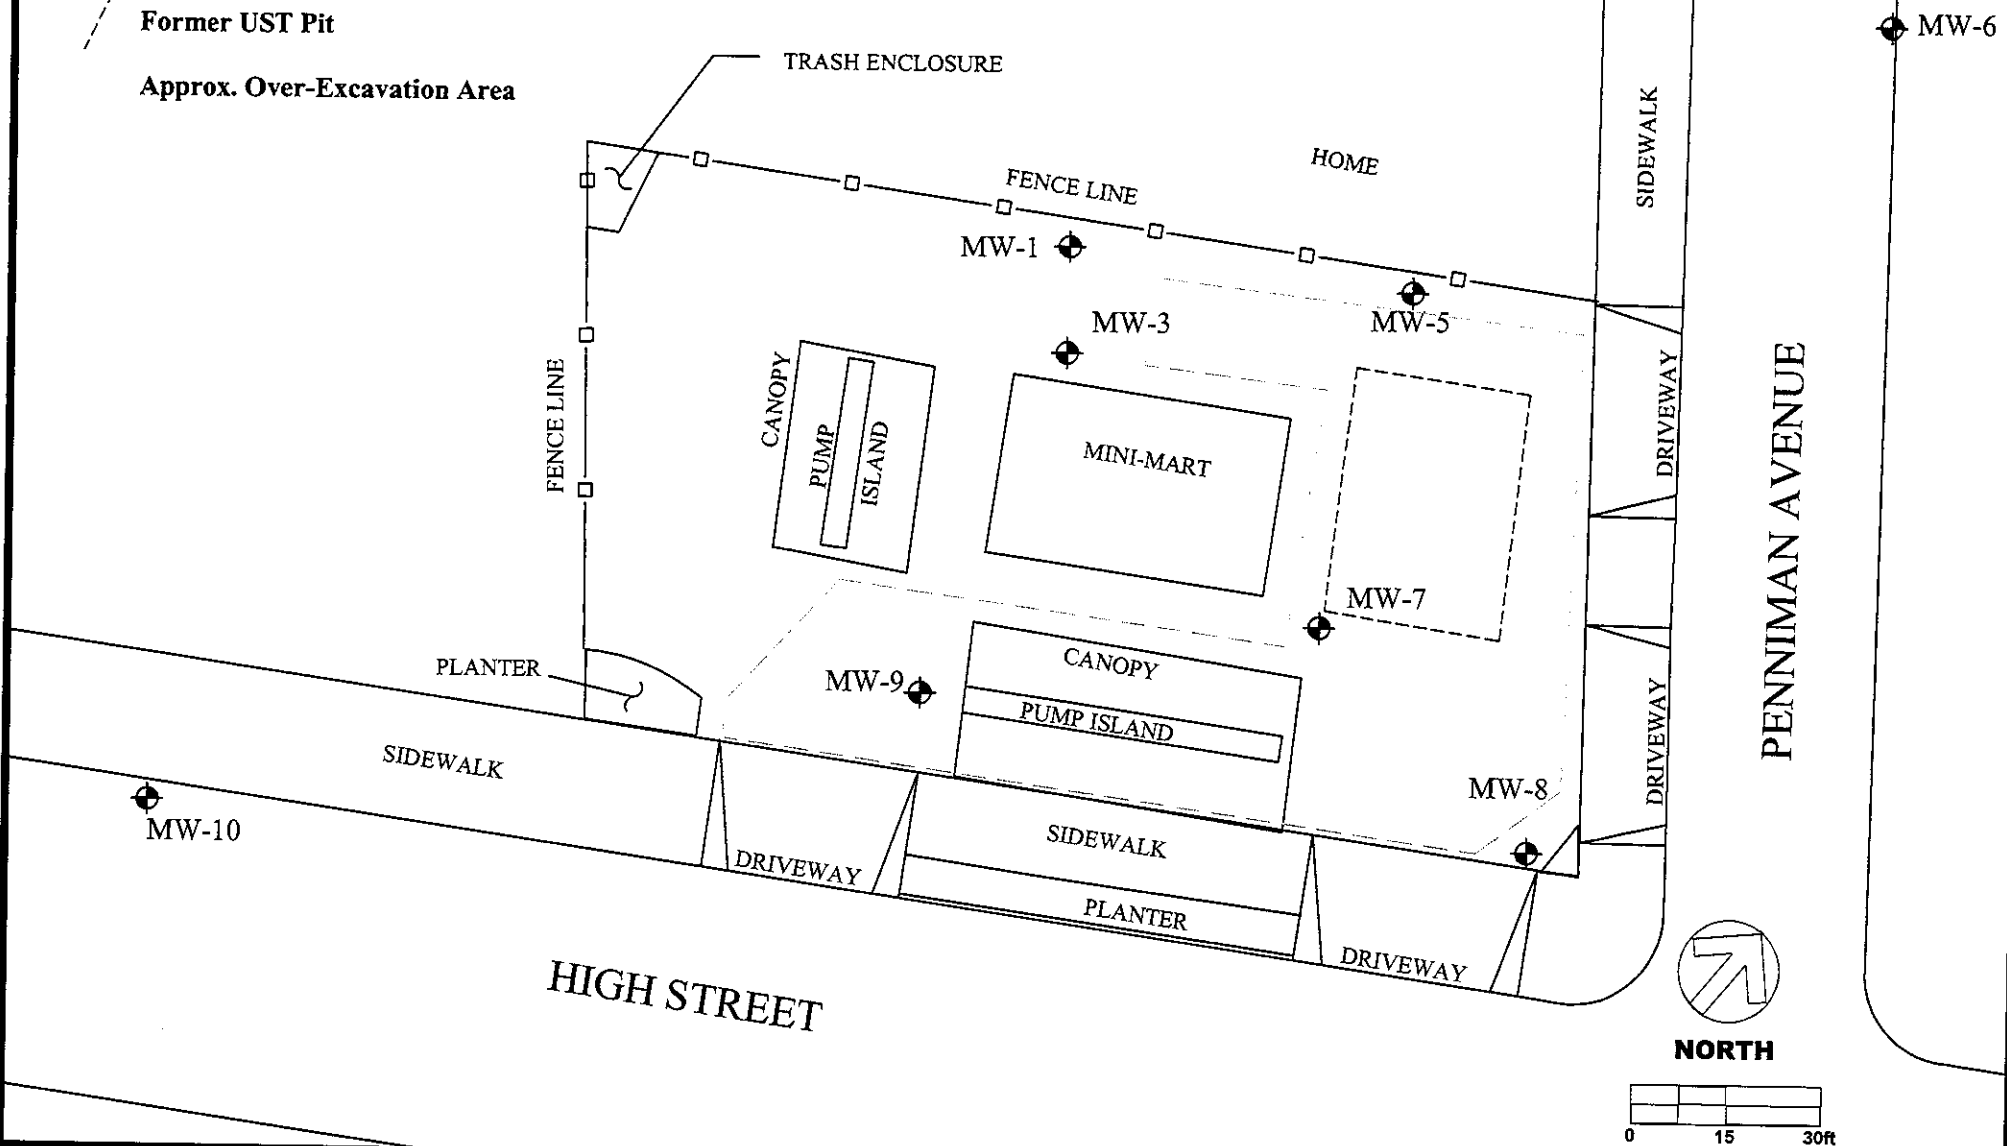 Former UST Pit
MW-6
TRASH ENCLOSURE
Approx. Over-Excavation Area
SIDEWALK
HOME
FENCE LINE
MW-1
MW-3
MW-5
CANOPY
PUMP
ISLAND
FENCE LINE
MINI-MART
DRIVEWAY
PENNIMAN AVENUE
MW-7
PLANTER
MW-9
CANOPY
PUMP ISLAND
DRIVEWAY
SIDEWALK
MW-8
MW-10
SIDEWALK
DRIVEWAY
PLANTER
DRIVEWAY
HIGH STREET
NORTH
0 15 30ft